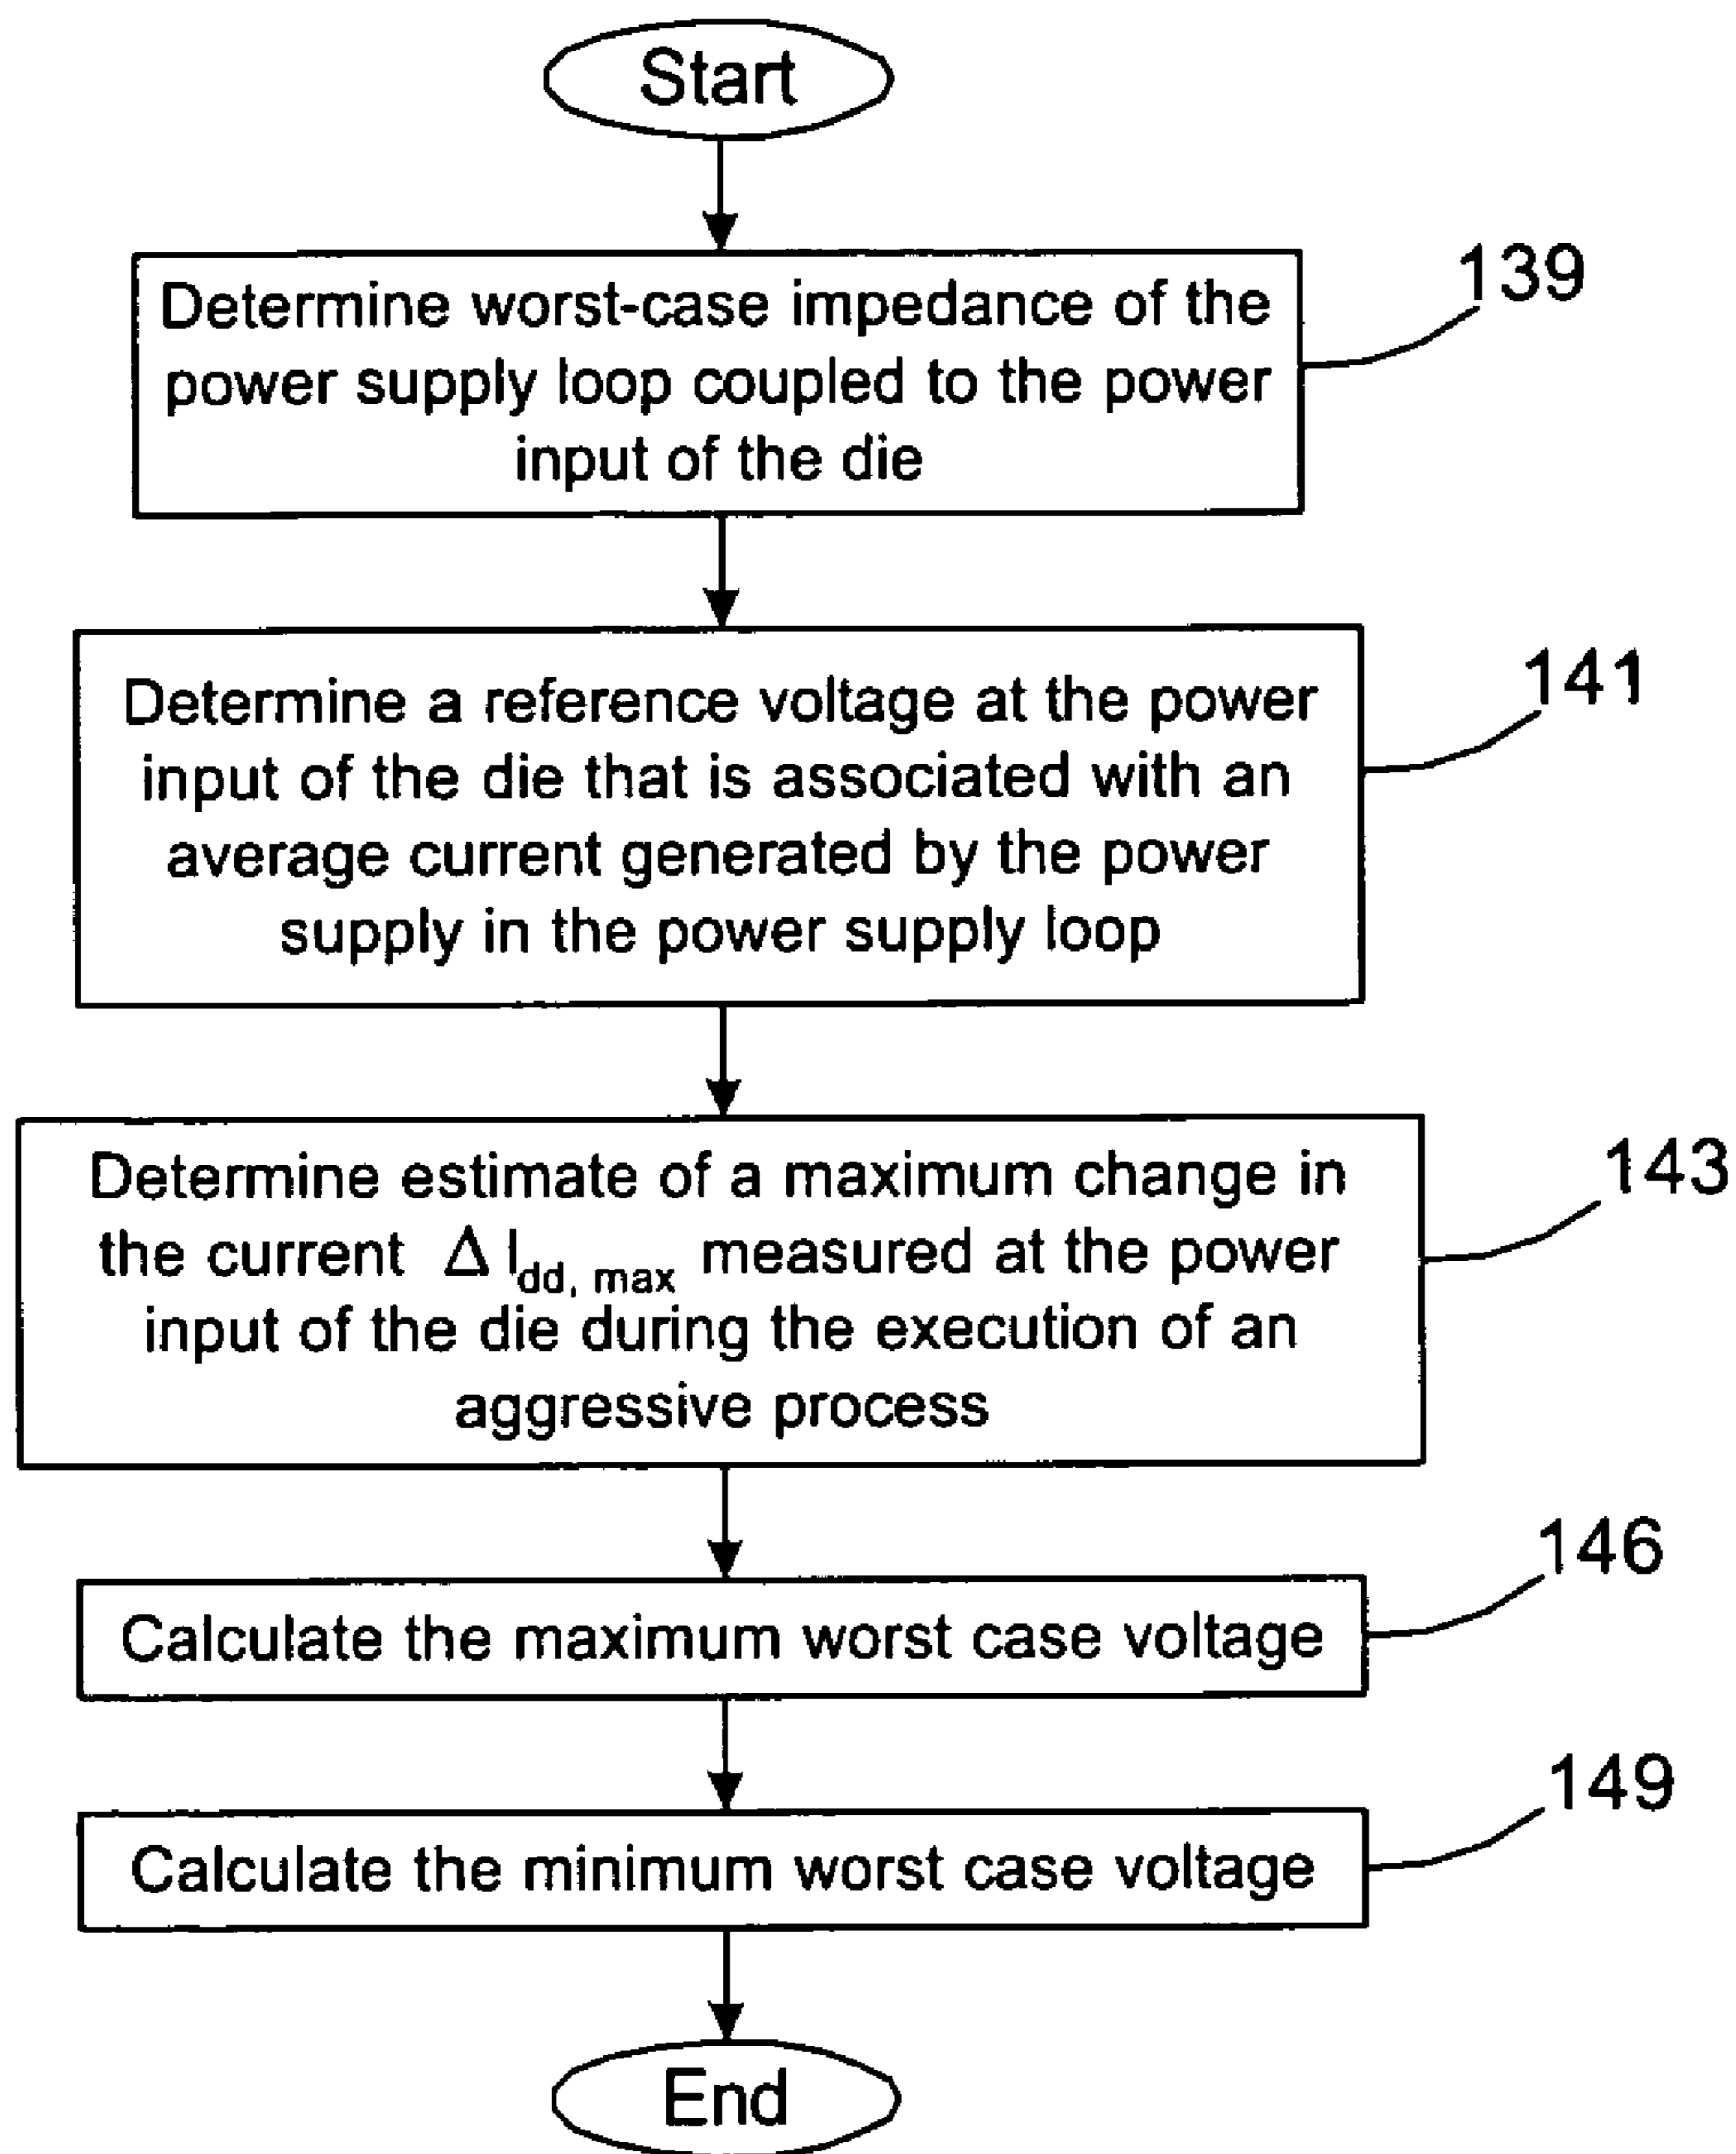 Start
Determine worst-case impedance of the
power supply loop coupled to the power
input of the die
139
Determine a reference voltage at the power
input of the die that is associated with an
average current generated by the power
supply in the power supply loop
141
Determine estimate of a maximum change in
the current Δ Idd, max measured at the power
input of the die during the execution of an
aggressive process
143
Calculate the maximum worst case voltage
146
Calculate the minimum worst case voltage
149
End